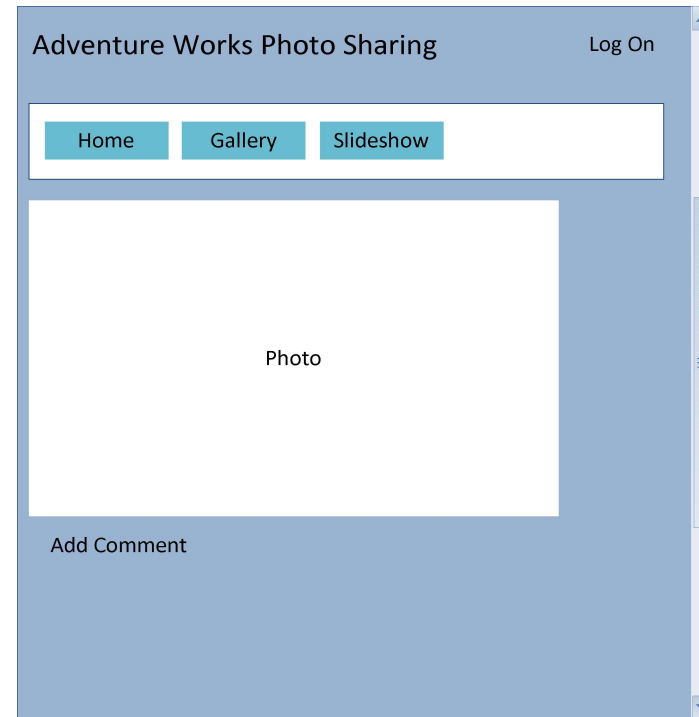 Adventure Works Photo Sharing
Log On
Home
Gallery
Slideshow
Photo
Add Comment